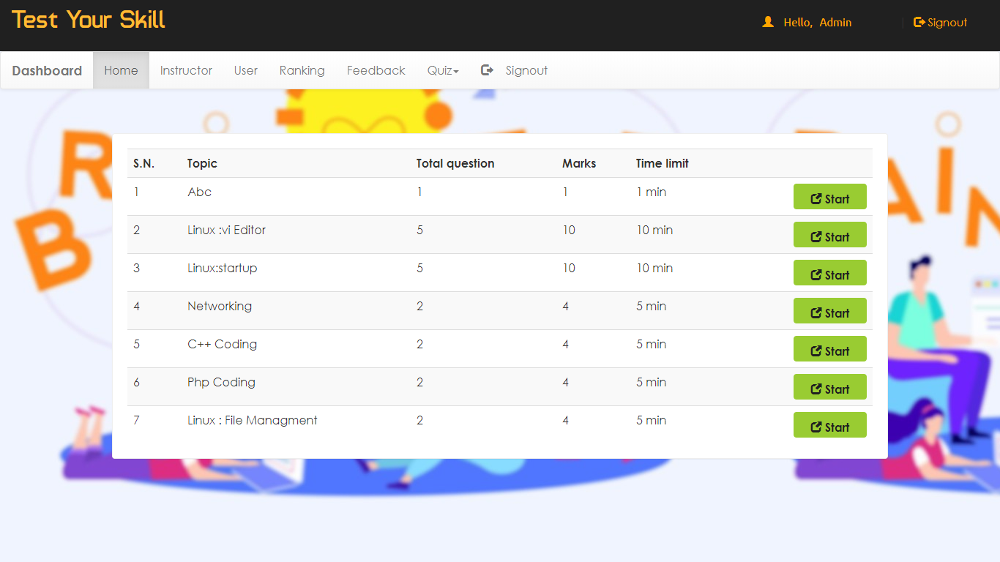 Test Your Skill
Hello, Admin | Signout
Dashboard Home Instructor User Ranking Feedback Quiz Signout
BR
AIN
S.N. Topic Total question Marks Time limit
1 Abc 1 1 1 min Start
2 Linux :vi Editor 5 10 10 min Start
3 Linux:startup 5 10 10 min Start
4 Networking 2 4 5 min Start
5 C++ Coding 2 4 5 min Start
6 Php Coding 2 4 5 min Start
7 Linux : File Managment 2 4 5 min Start